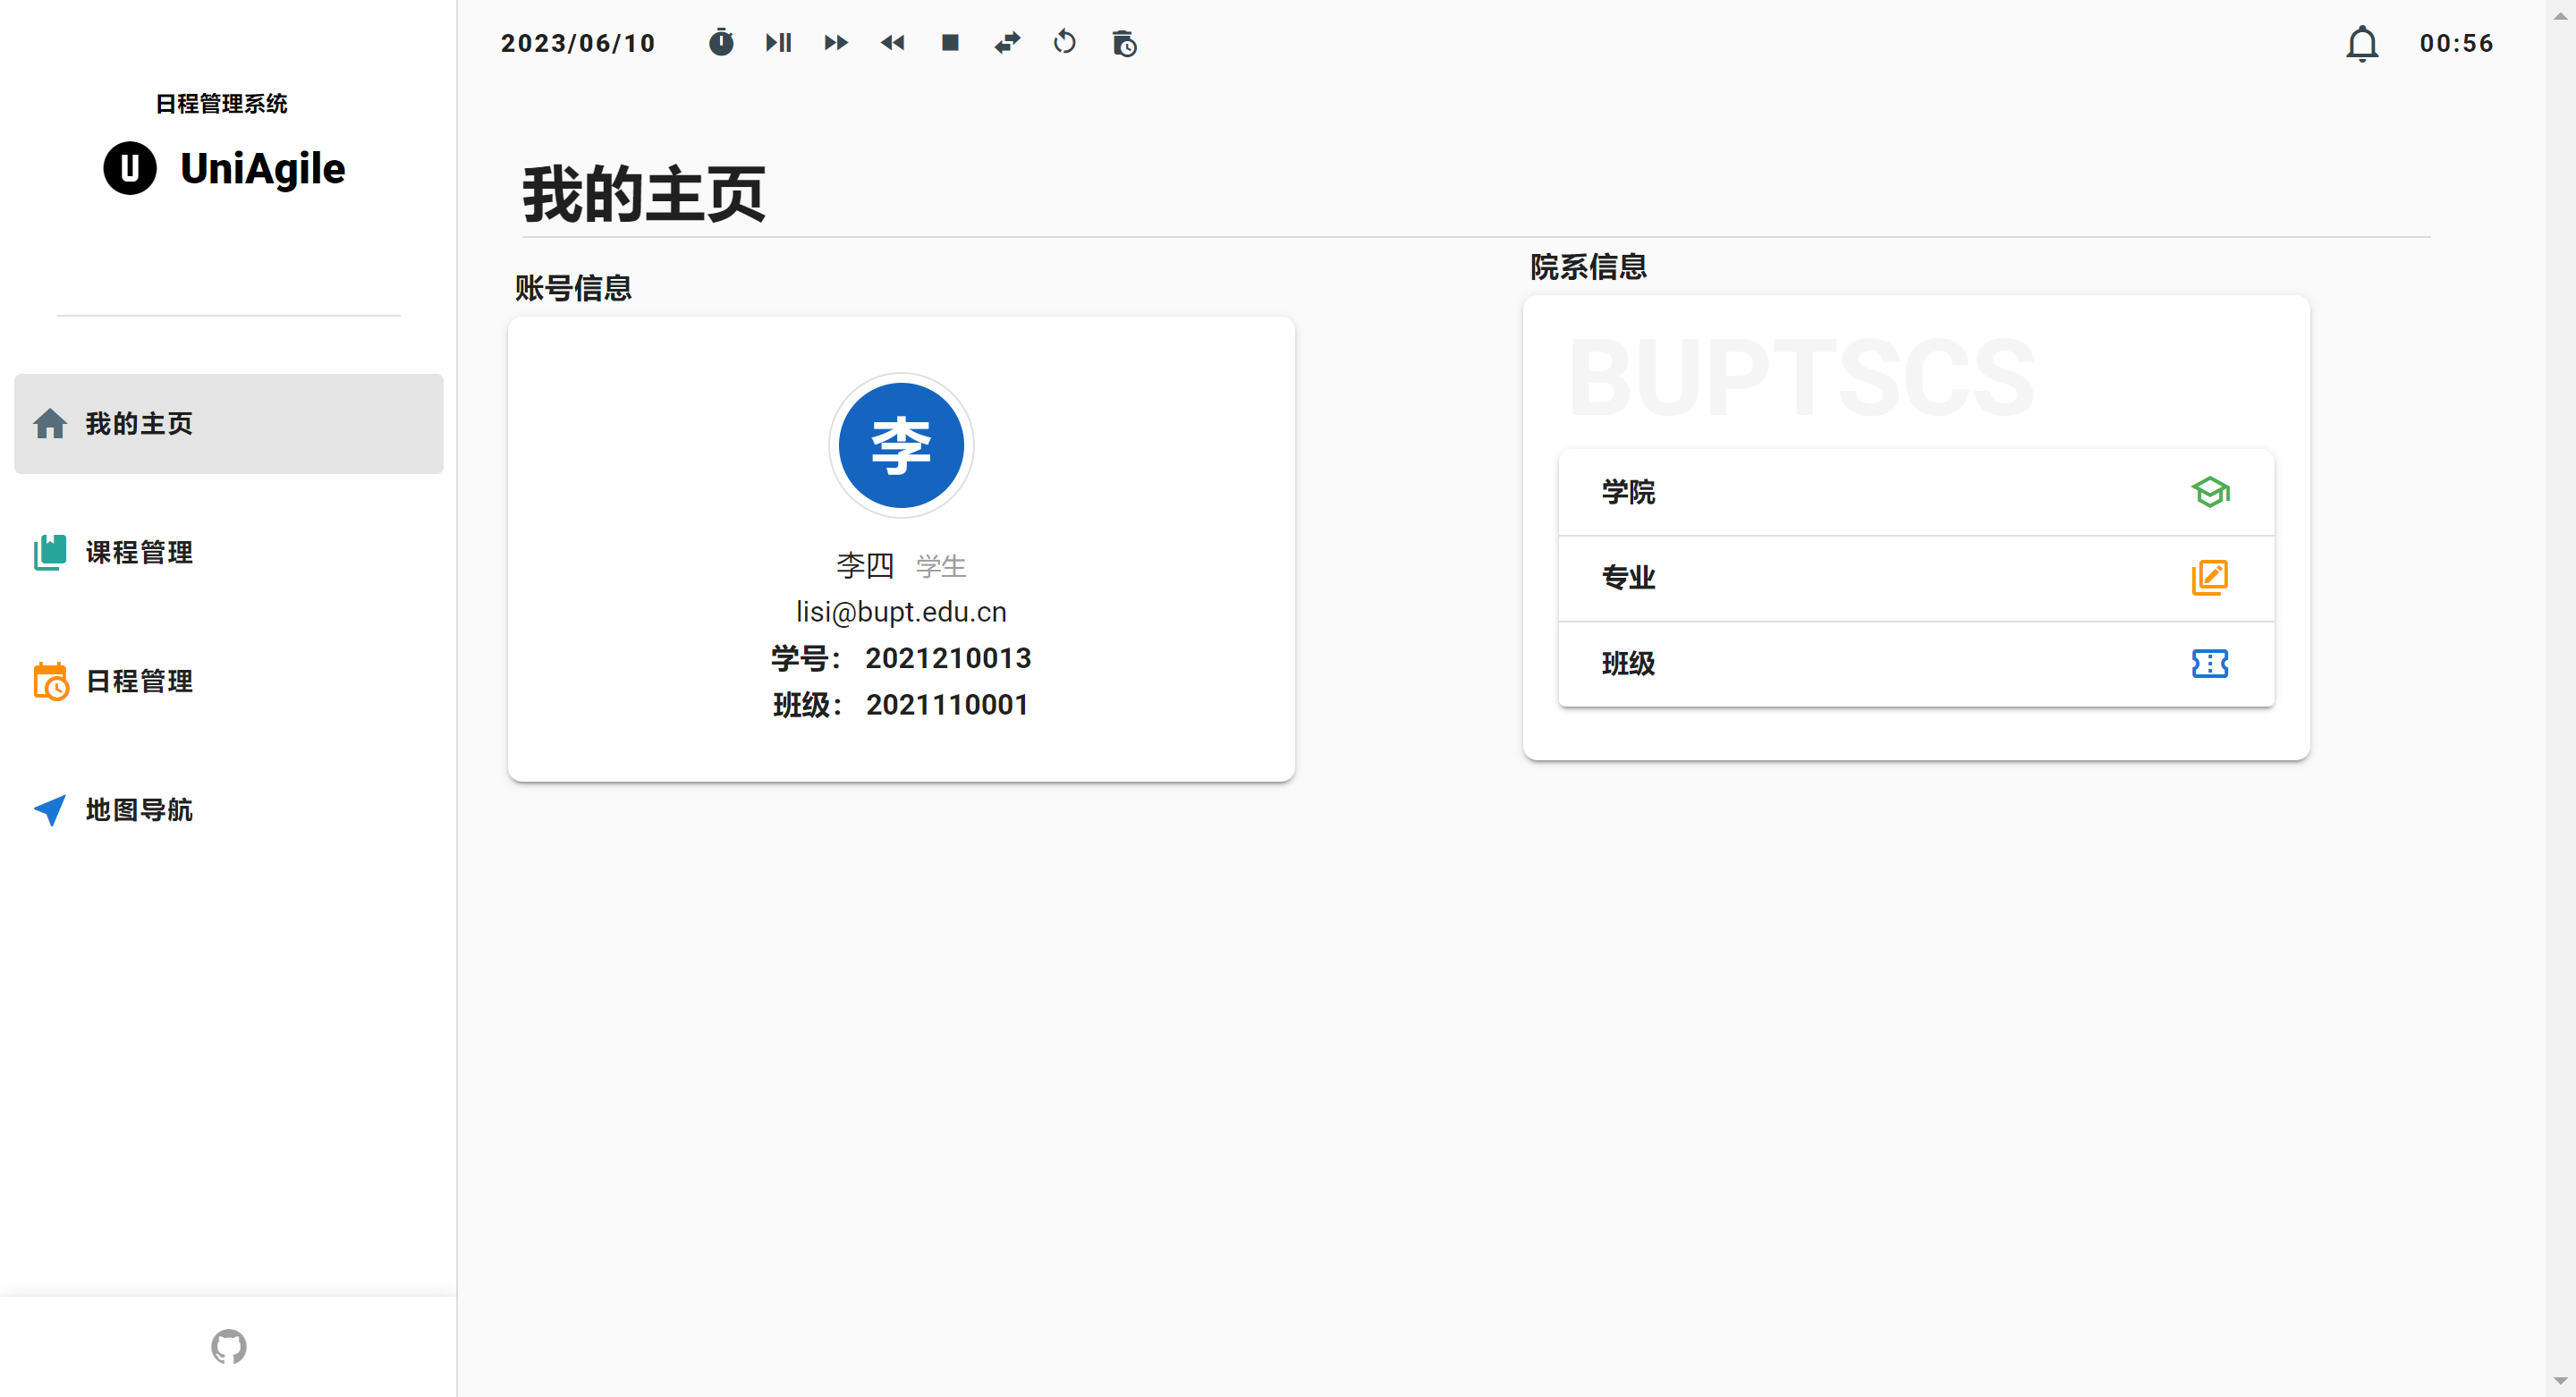 日程管理系统
UniAgile
我的主页
课程管理
日程管理
地图导航
2023/06/10
00:56
我的主页
账号信息
李
李四 学生
lisi@bupt.edu.cn
学号： 2021210013
班级： 2021110001
院系信息
BUPTSCS
学院
专业
班级